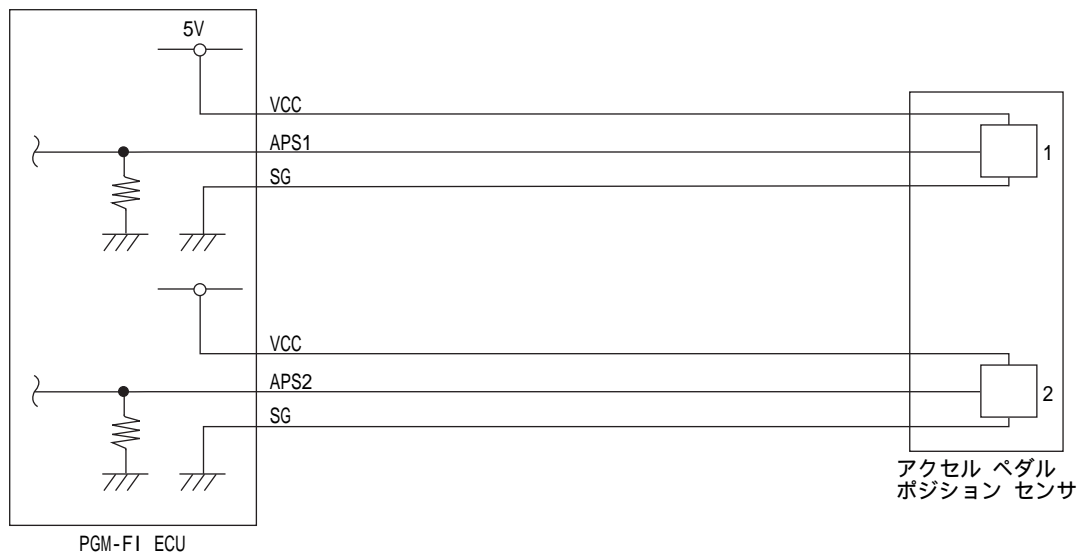 5V
VCC
APS1
SG
1
VCC
APS2
SG
2
アクセル ペダル
ポジション センサ
PGM-FI ECU